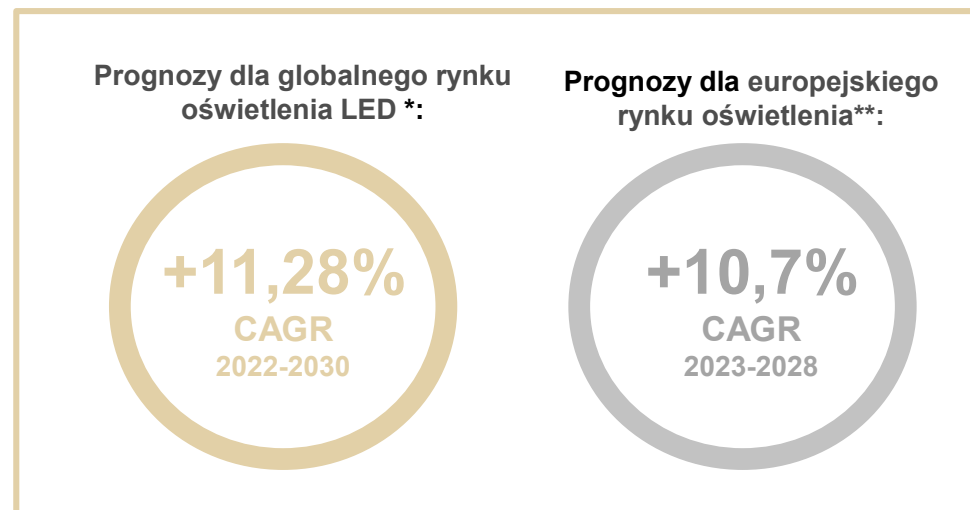 Prognozy dla globalnego rynku
oświetlenia LED *:
+11,28%
CAGR
2022-2030
Prognozy dla europejskiego
rynku oświetlenia**:
+10,7%
CAGR
2023-2028